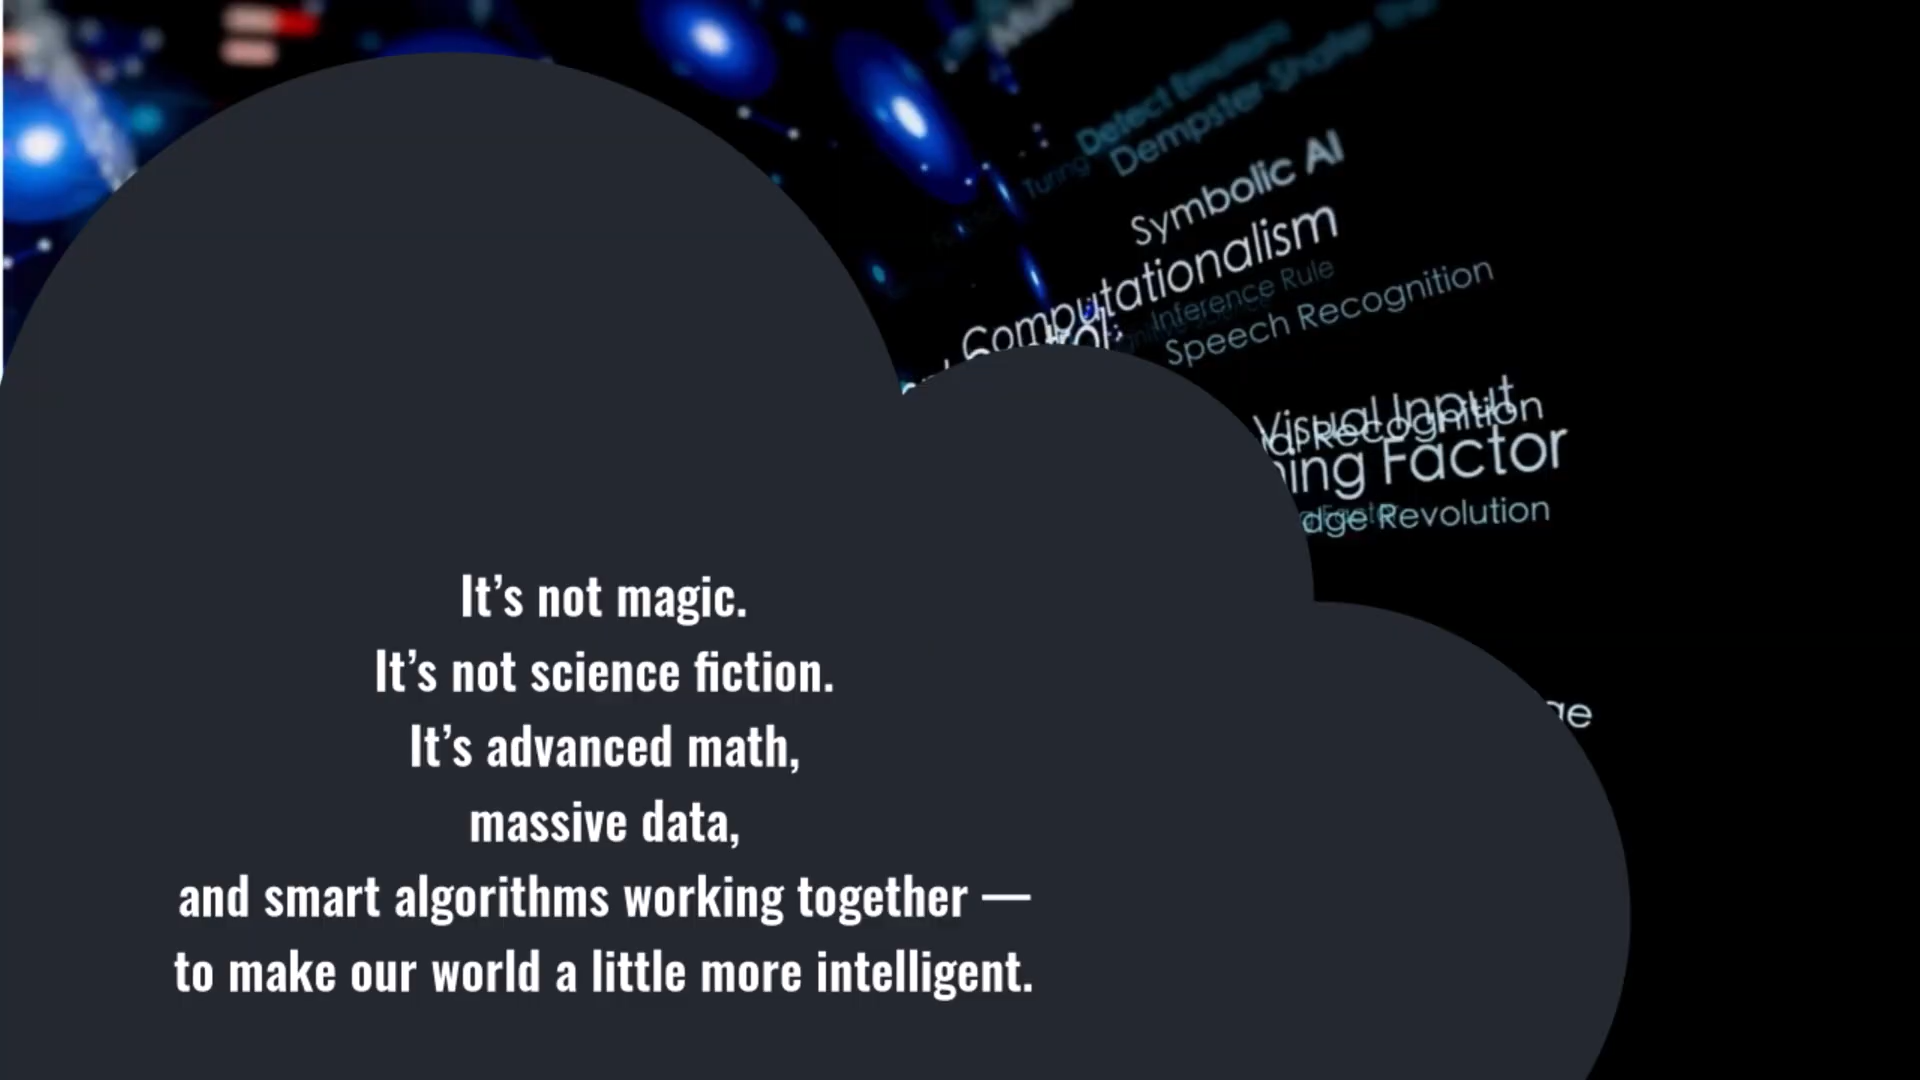 Detect Emotions
Dempster-Shafer
Turing
Symbolic AI
Computationalism
Inference Rule
Speech Recognition
Visual Input
Recognition
Factor
Revolution
It’s not magic.
It’s not science fiction.
It’s advanced math,
massive data,
and smart algorithms working together —
to make our world a little more intelligent.